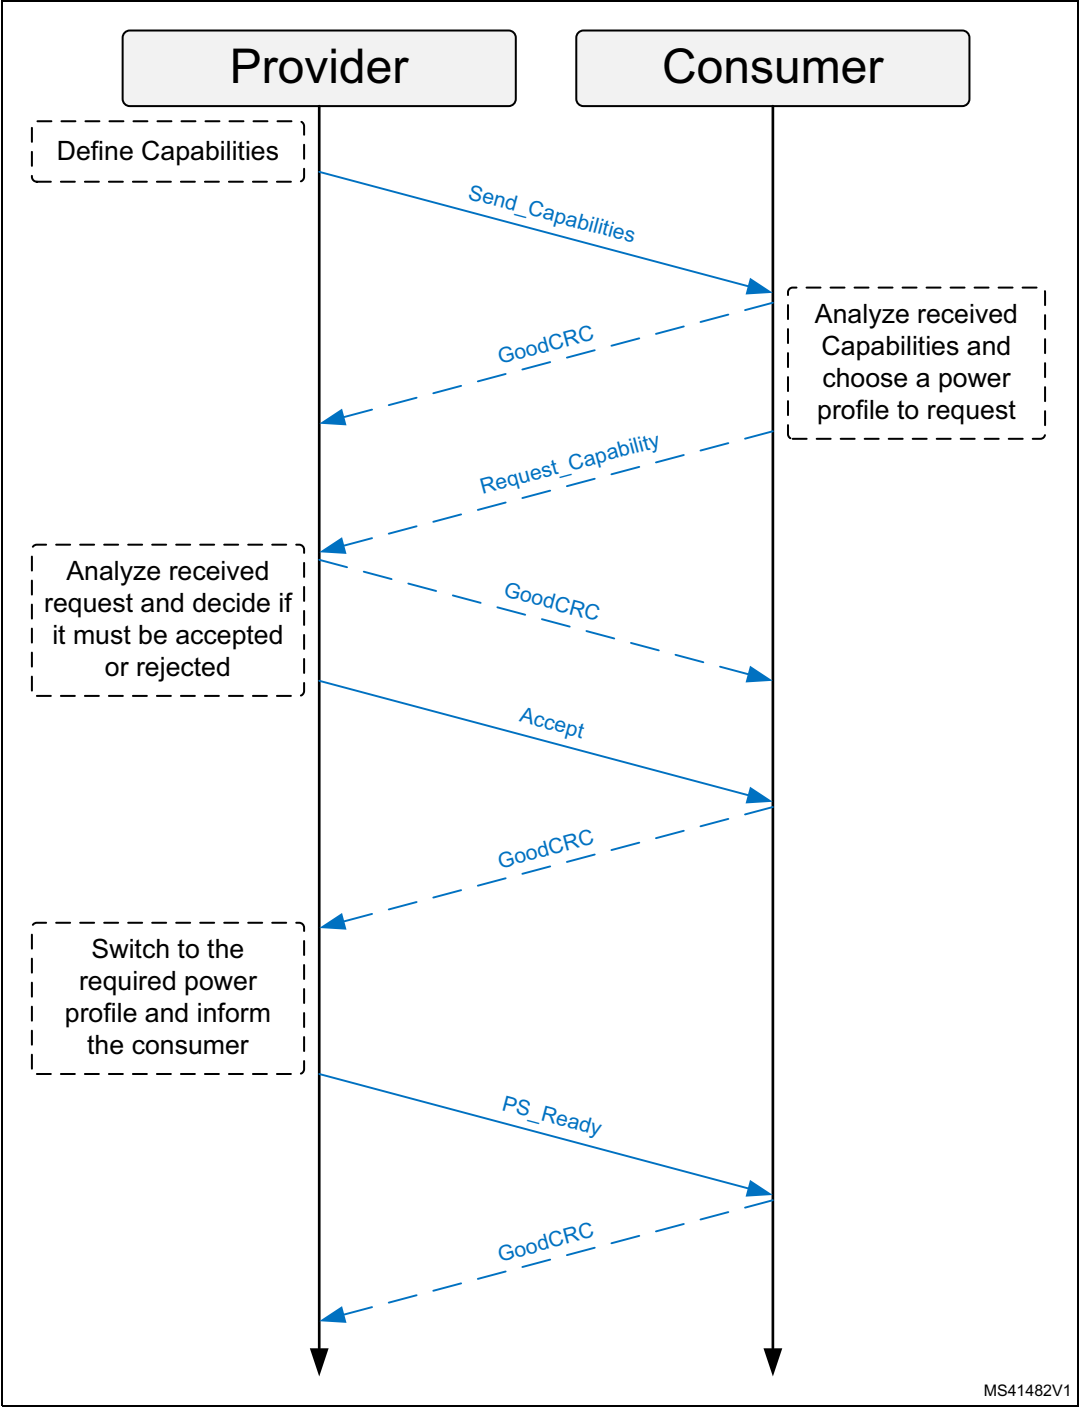 Provider
Consumer
Define Capabilities
Send_Capabilities
GoodCRC
Analyze received
Capabilities and
choose a power
profile to request
Request_Capability
Analyze received
request and decide if
it must be accepted
or rejected
GoodCRC
Accept
GoodCRC
Switch to the
required power
profile and inform
the consumer
PS_Ready
GoodCRC
MS41482V1